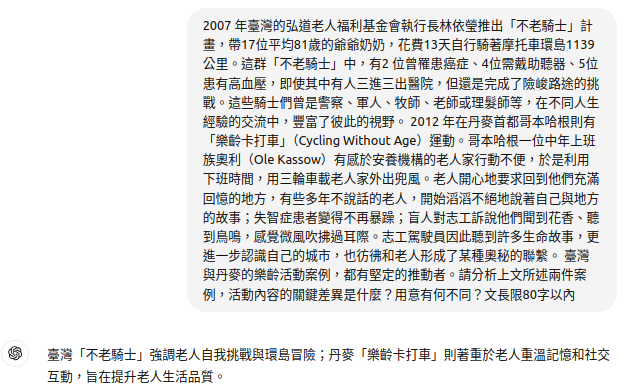 2007 年臺灣的弘道老人福利基金會執行長林依瑩推出「不老騎士」計
畫，帶17位平均81歲的爺爺奶奶，花費13天自行騎著摩托車環島1139
公里。這群「不老騎士」中，有2 位曾罹患癌症、4位需戴助聽器、5位
患有高血壓，即使其中有人三進三出醫院，但還是完成了險峻路途的挑
戰。這些騎士們曾是警察、軍人、牧師、老師或理髮師等，在不同人生
經驗的交流中，豐富了彼此的視野。 2012 年在丹麥首都哥本哈根則有
「樂齡卡打車」（Cycling Without Age）運動。哥本哈根一位中年上班
族奧利（Ole Kassow）有感於安養機構的老人家行動不便，於是利用
下班時間，用三輪車載老人家外出兜風。老人開心地要求回到他們充滿
回憶的地方，有些多年不說話的老人，開始滔滔不絕地說著自己與地方
的故事；失智症患者變得不再暴躁；盲人對志工訴說他們聞到花香、聽
到鳥鳴，感覺微風吹拂過耳際。志工駕駛員因此聽到許多生命故事，更
進一步認識自己的城市，也彷彿和老人形成了某種奧秘的聯繫。 臺灣
與丹麥的樂齡活動案例，都有堅定的推動者。請分析上文所述兩件案
例，活動內容的關鍵差異是什麼？用意有何不同？文長限80字以內
臺灣「不老騎士」強調老人自我挑戰與環島冒險；丹麥「樂齡卡打車」則著重於老人重溫記憶和社交
互動，旨在提升老人生活品質。